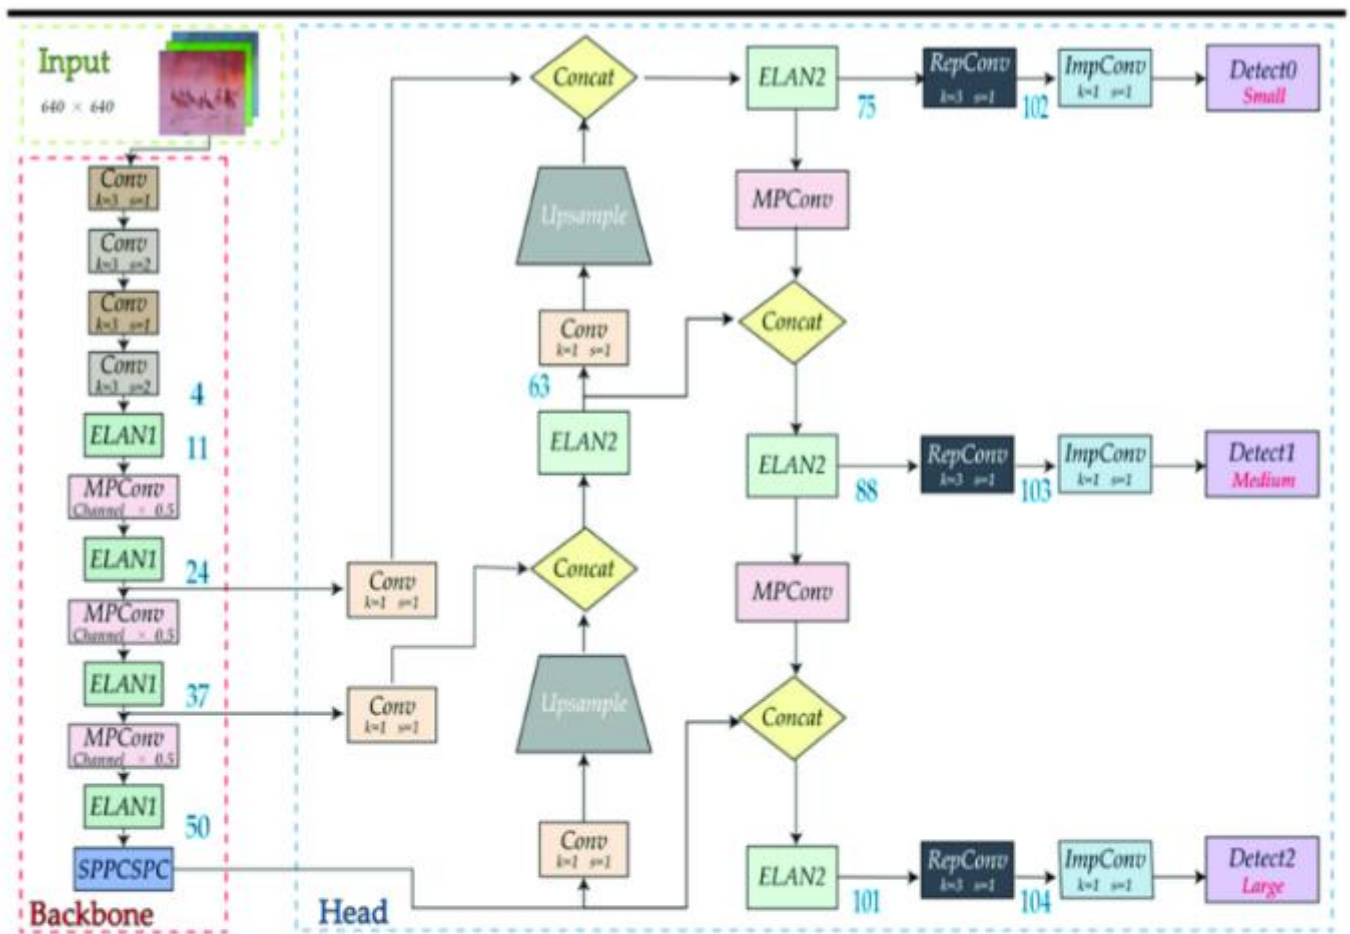 Input
640 × 640
Conv
k=3 s=1
Conv
k=3 s=2
Conv
k=3 s=1
Conv
k=3 s=2
4
ELAN1
11
MPConv
Channel × 0.5
ELAN1
24
MPConv
Channel × 0.5
ELAN1
37
MPConv
Channel × 0.5
ELAN1
50
SPPCSPC
Backbone
Conv
k=1 s=1
Conv
k=1 s=1
Concat
Upsample
Conv
k=1 s=1
63
ELAN2
Concat
Upsample
Conv
k=1 s=1
Head
ELAN2
75
RepConv
k=3 s=1
102
ImpConv
k=1 s=1
Detect0
Small
MPConv
Concat
ELAN2
88
RepConv
k=3 s=1
103
ImpConv
k=1 s=1
Detect1
Medium
MPConv
Concat
ELAN2
101
RepConv
k=3 s=1
104
ImpConv
k=1 s=1
Detect2
Large